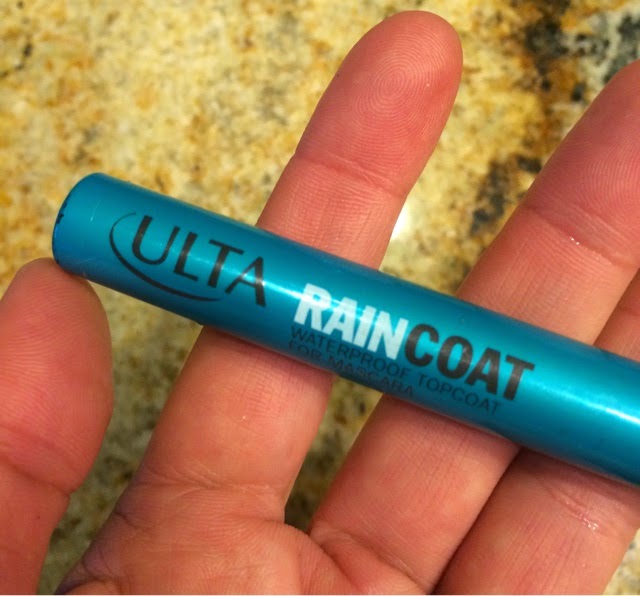 ULTA
RAINCOAT
WATERPROOF TOPCOAT
FOR MASCARA